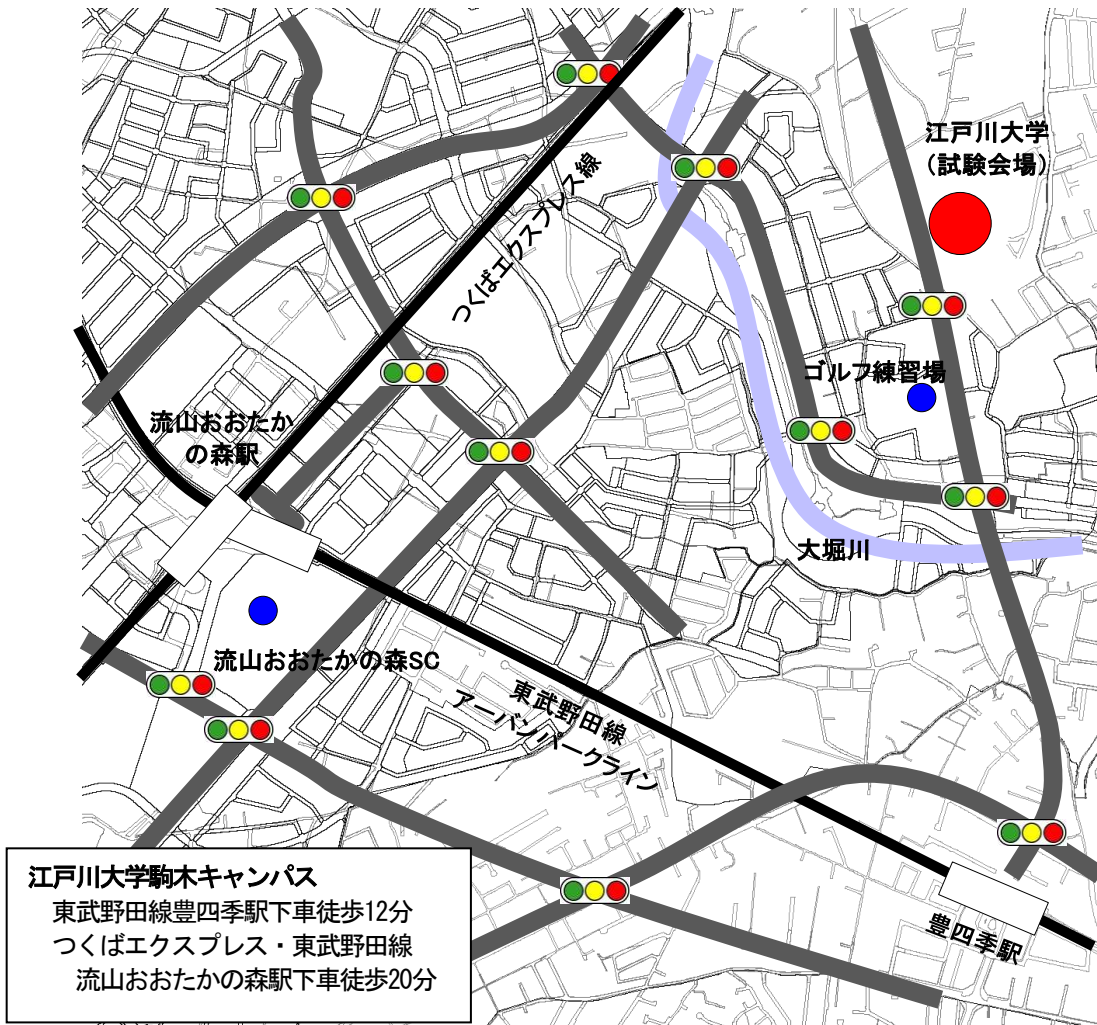 江戸川大学
(試験会場)
つくばエクスプレス線
ゴルフ練習場
流山おおたか
の森駅
大堀川
流山おおたかの森SC
東武野田線
アーバンパークライン
豊四季駅
江戸川大学駒木キャンパス
東武野田線豊四季駅下車徒歩12分
つくばエクスプレス・東武野田線
流山おおたかの森駅下車徒歩20分